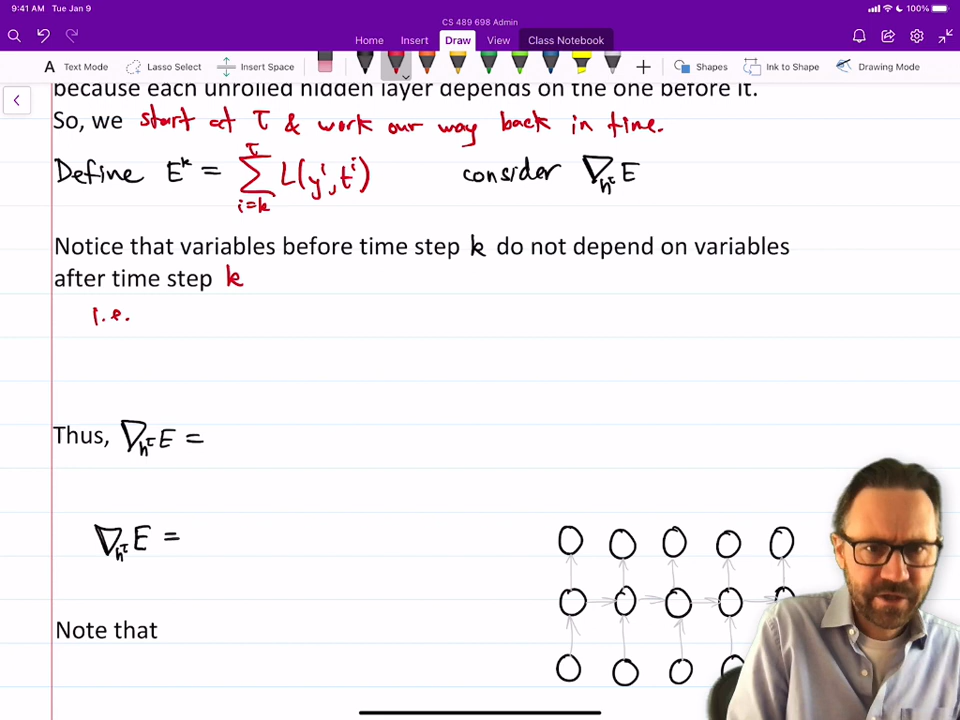 9:41 AM Tue Jan 9
100%
CS 489 698 Admin
Home Insert Draw View Class Notebook
A Text Mode Lasso Select Insert Space Shapes Ink to Shape Drawing Mode
because each unrolled hidden layer depends on the one before it.
So, we start at τ & work our way back in time.
Define E^k = ∑_{i=k}^{τ} L(y^i, t^i) consider ∇_{h^τ} E
Notice that variables before time step k do not depend on variables
after time step k
i.e.
Thus, ∇_{h^τ} E =
∇_{h^τ} E =
Note that